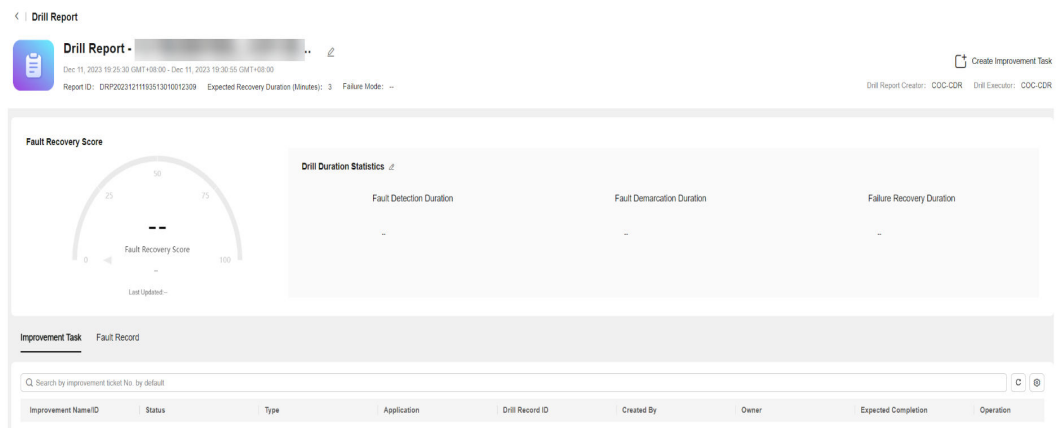 Drill Report
Drill Report - ..
Dec 11, 2023 19:25:30 GMT+08:00 - Dec 11, 2023 19:30:55 GMT+08:00
Create Improvement Task
Report ID: DRP20231211193513010012309 Expected Recovery Duration (Minutes): 3 Failure Mode: --
Drill Report Creator: COC-CDR Drill Executor: COC-CDR
Fault Recovery Score
Drill Duration Statistics
0 25 50 75 100
--
Fault Recovery Score
--
Last Updated --
Fault Detection Duration Fault Demarcation Duration Failure Recovery Duration
-- -- --
Improvement Task Fault Record
Search by improvement ticket No. by default
Improvement Name/ID Status Type Application Drill Record ID Created By Owner Expected Completion Operation